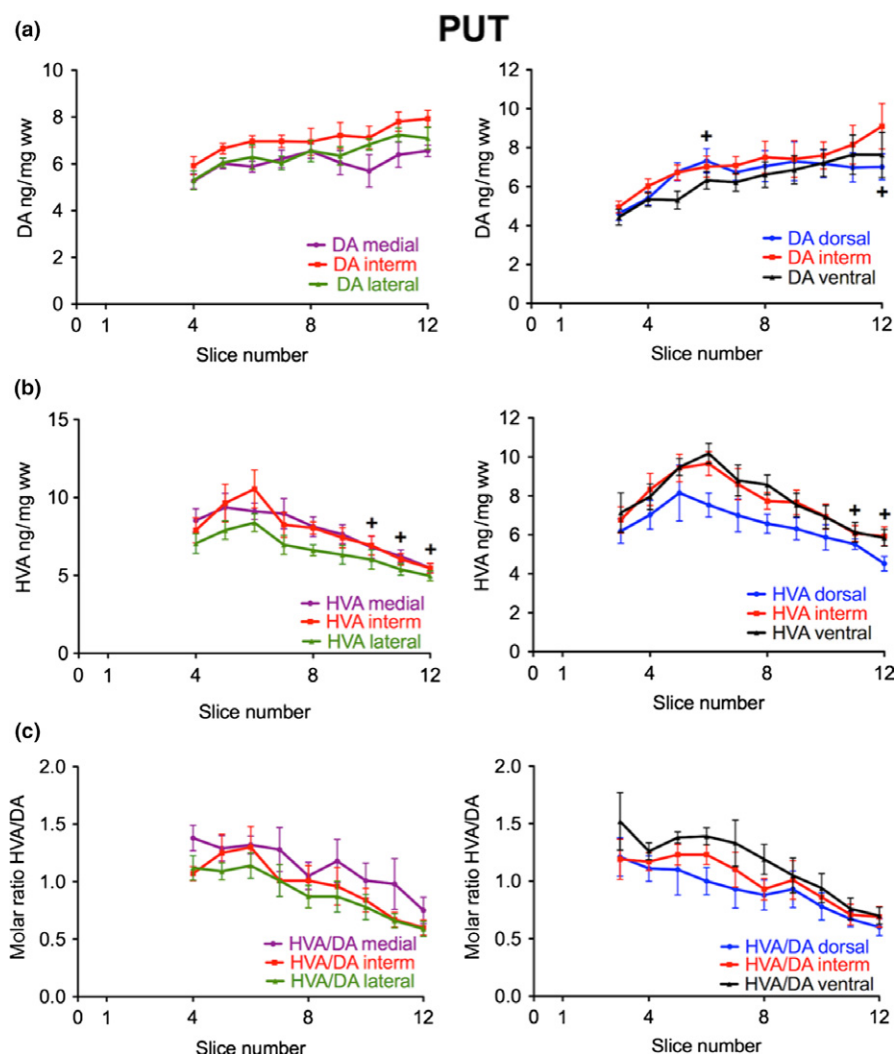 PUT
(a)
DA ng/mg ww
10
8
6
4
2
0
0 1 4 8 12
Slice number
DA medial
DA interm
DA lateral
DA ng/mg ww
12
10
8
6
4
2
0
0 1 4 8 12
Slice number
+
+
DA dorsal
DA interm
DA ventral
(b)
HVA ng/mg ww
15
10
5
0
0 1 4 8 12
Slice number
+ + +
HVA medial
HVA interm
HVA lateral
HVA ng/mg ww
12
10
8
6
4
2
0
0 1 4 8 12
Slice number
+ +
HVA dorsal
HVA interm
HVA ventral
(c)
Molar ratio HVA/DA
2.0
1.5
1.0
0.5
0.0
0 1 4 8 12
Slice number
HVA/DA medial
HVA/DA interm
HVA/DA lateral
Molar ratio HVA/DA
2.0
1.5
1.0
0.5
0.0
0 1 4 8 12
Slice number
HVA/DA dorsal
HVA/DA interm
HVA/DA ventral